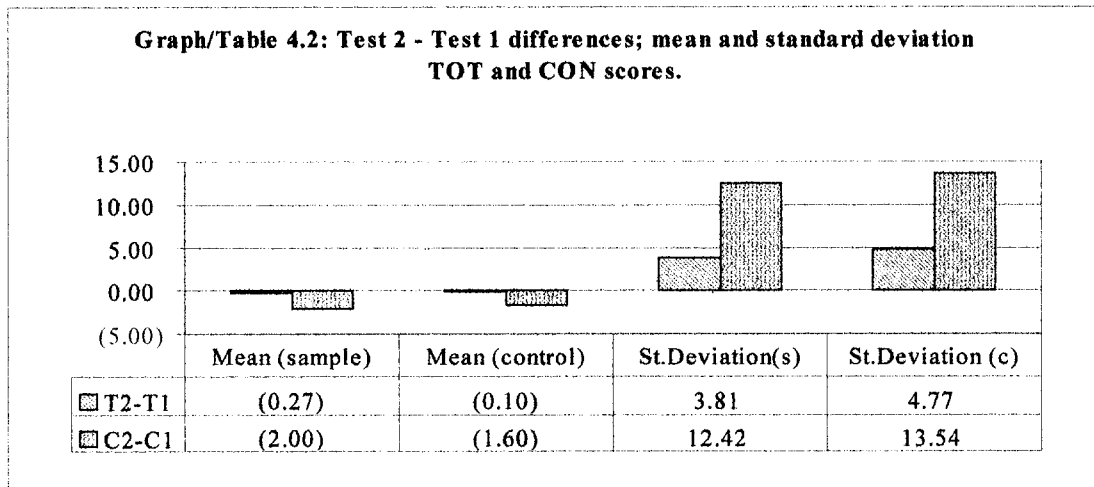 Graph/Table 4.2: Test 2 - Test 1 differences; mean and standard deviation
TOT and CON scores.
15.00
10.00
5.00
0.00
(5.00)
Mean (sample) Mean (control) St.Deviation(s) St.Deviation (c)
T2-T1 (0.27) (0.10) 3.81 4.77
C2-C1 (2.00) (1.60) 12.42 13.54